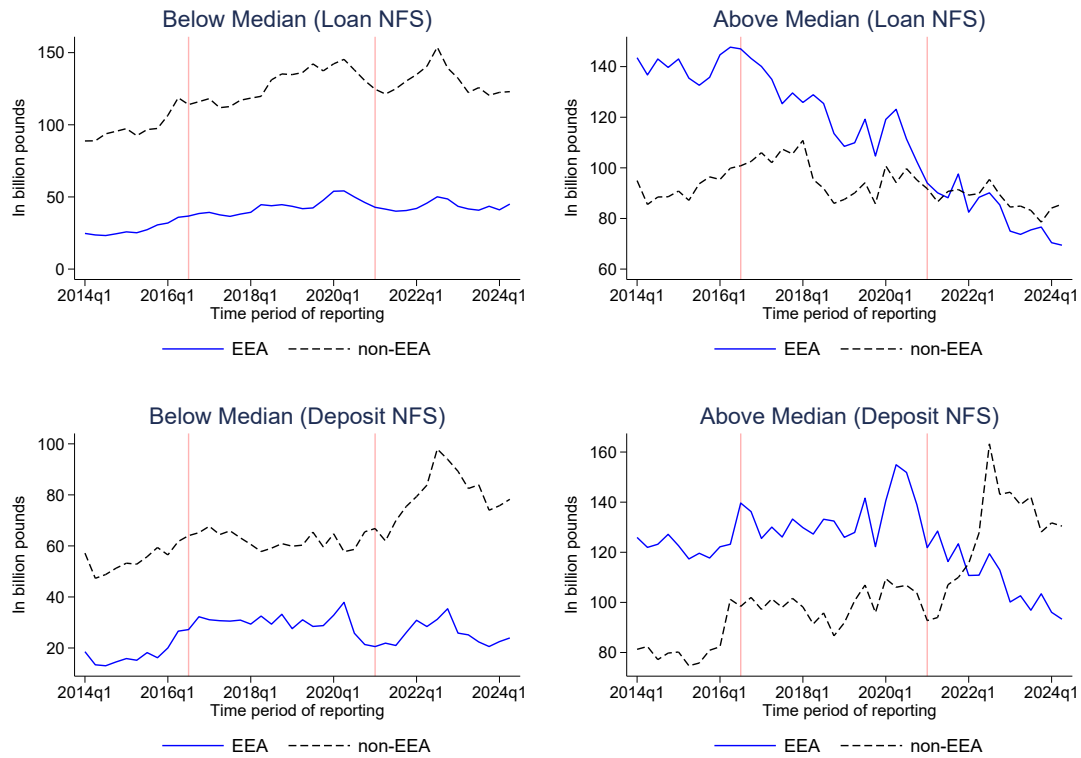 Below Median (Loan NFS)
In billion pounds
150
100
50
0
2014q1 2016q1 2018q1 2020q1 2022q1 2024q1
Time period of reporting
EEA non-EEA
Above Median (Loan NFS)
In billion pounds
140
120
100
80
60
2014q1 2016q1 2018q1 2020q1 2022q1 2024q1
Time period of reporting
EEA non-EEA
Below Median (Deposit NFS)
In billion pounds
100
80
60
40
20
2014q1 2016q1 2018q1 2020q1 2022q1 2024q1
Time period of reporting
EEA non-EEA
Above Median (Deposit NFS)
In billion pounds
160
140
120
100
80
2014q1 2016q1 2018q1 2020q1 2022q1 2024q1
Time period of reporting
EEA non-EEA